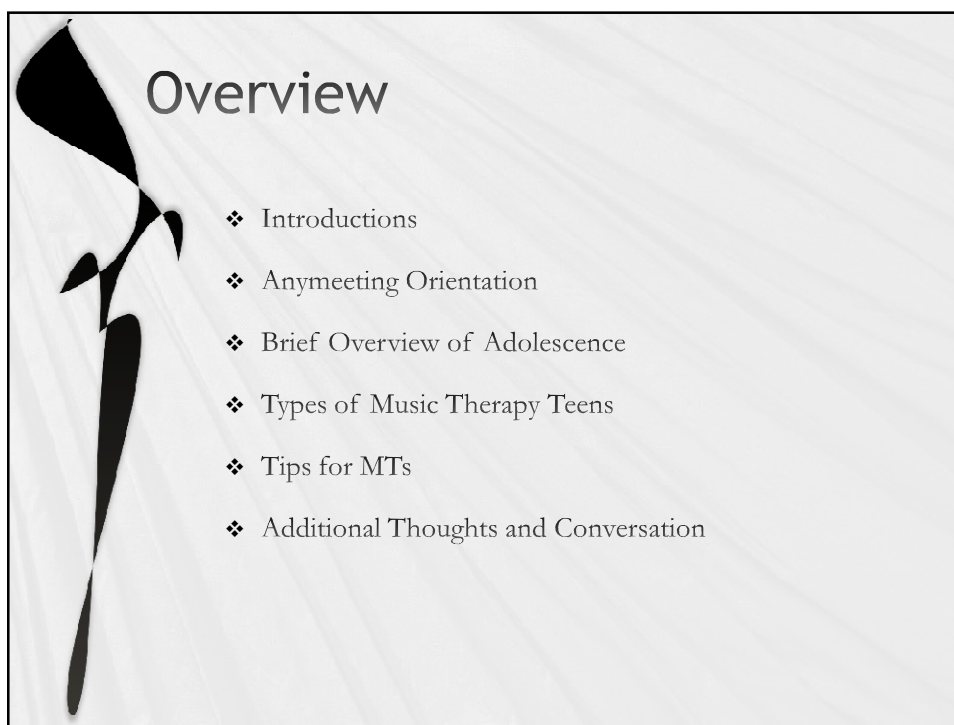 Overview
❖ Introductions
❖ Anymeeting Orientation
❖ Brief Overview of Adolescence
❖ Types of Music Therapy Teens
❖ Tips for MTs
❖ Additional Thoughts and Conversation